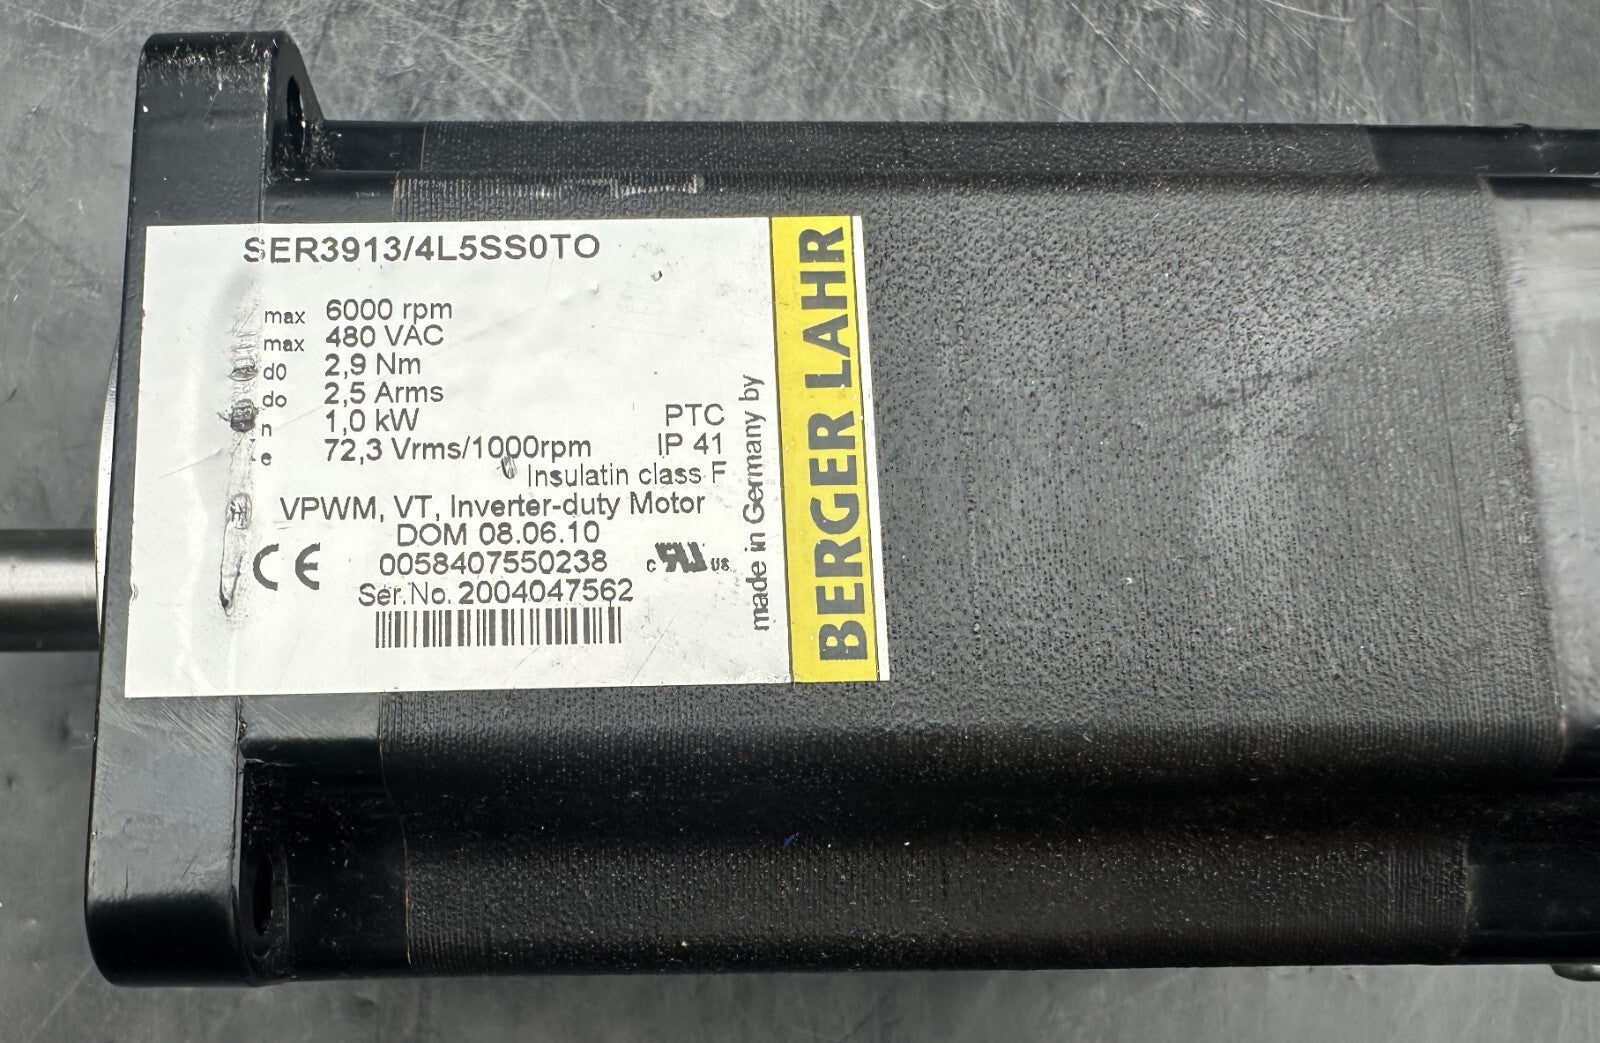 SER3913/4L5SS0TO
max 6000 rpm
max 480 VAC
d0 2,9 Nm
do 2,5 Arms
n 1,0 kW PTC
e 72,3 Vrms/1000rpm IP 41
Insulatin class F
VPWM, VT, Inverter-duty Motor
DOM 08.06.10
CE 0058407550238 c RU US
Ser.No. 2004047562
made in Germany by
BERGER LAHR